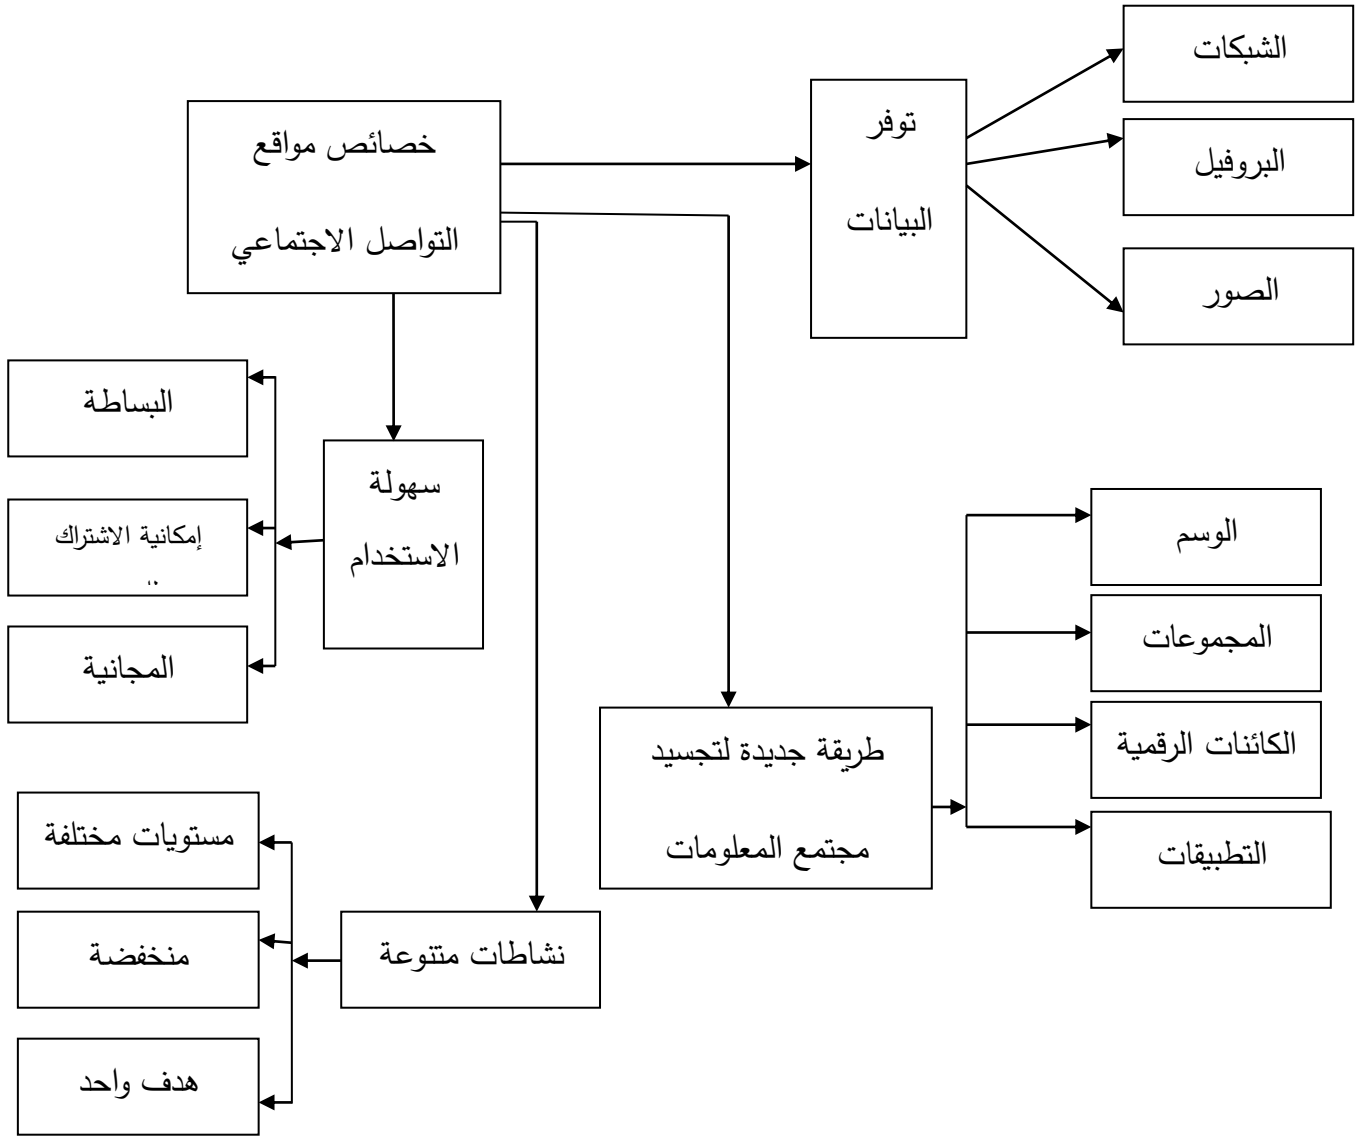 خصائص مواقع
التواصل الاجتماعي
توفر
البيانات
الشبكات
البروفيل
الصور
سهولة
الاستخدام
البساطة
إمكانية الاشتراك
المجانية
طريقة جديدة لتجسيد
مجتمع المعلومات
الوسم
المجموعات
الكائنات الرقمية
التطبيقات
نشاطات متنوعة
مستويات مختلفة
منخفضة
هدف واحد